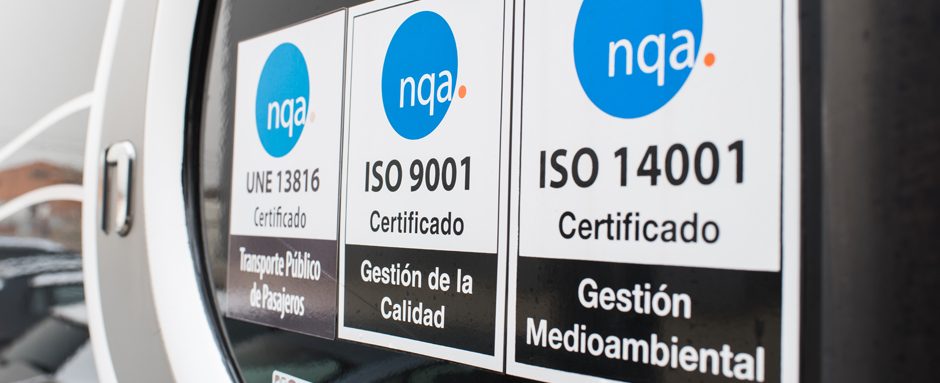 nqa.
UNE 13816
Certificado
Transporte Público
de Pasajeros
nqa.
ISO 9001
Certificado
Gestión de la
Calidad
nqa.
ISO 14001
Certificado
Gestión
Medioambiental